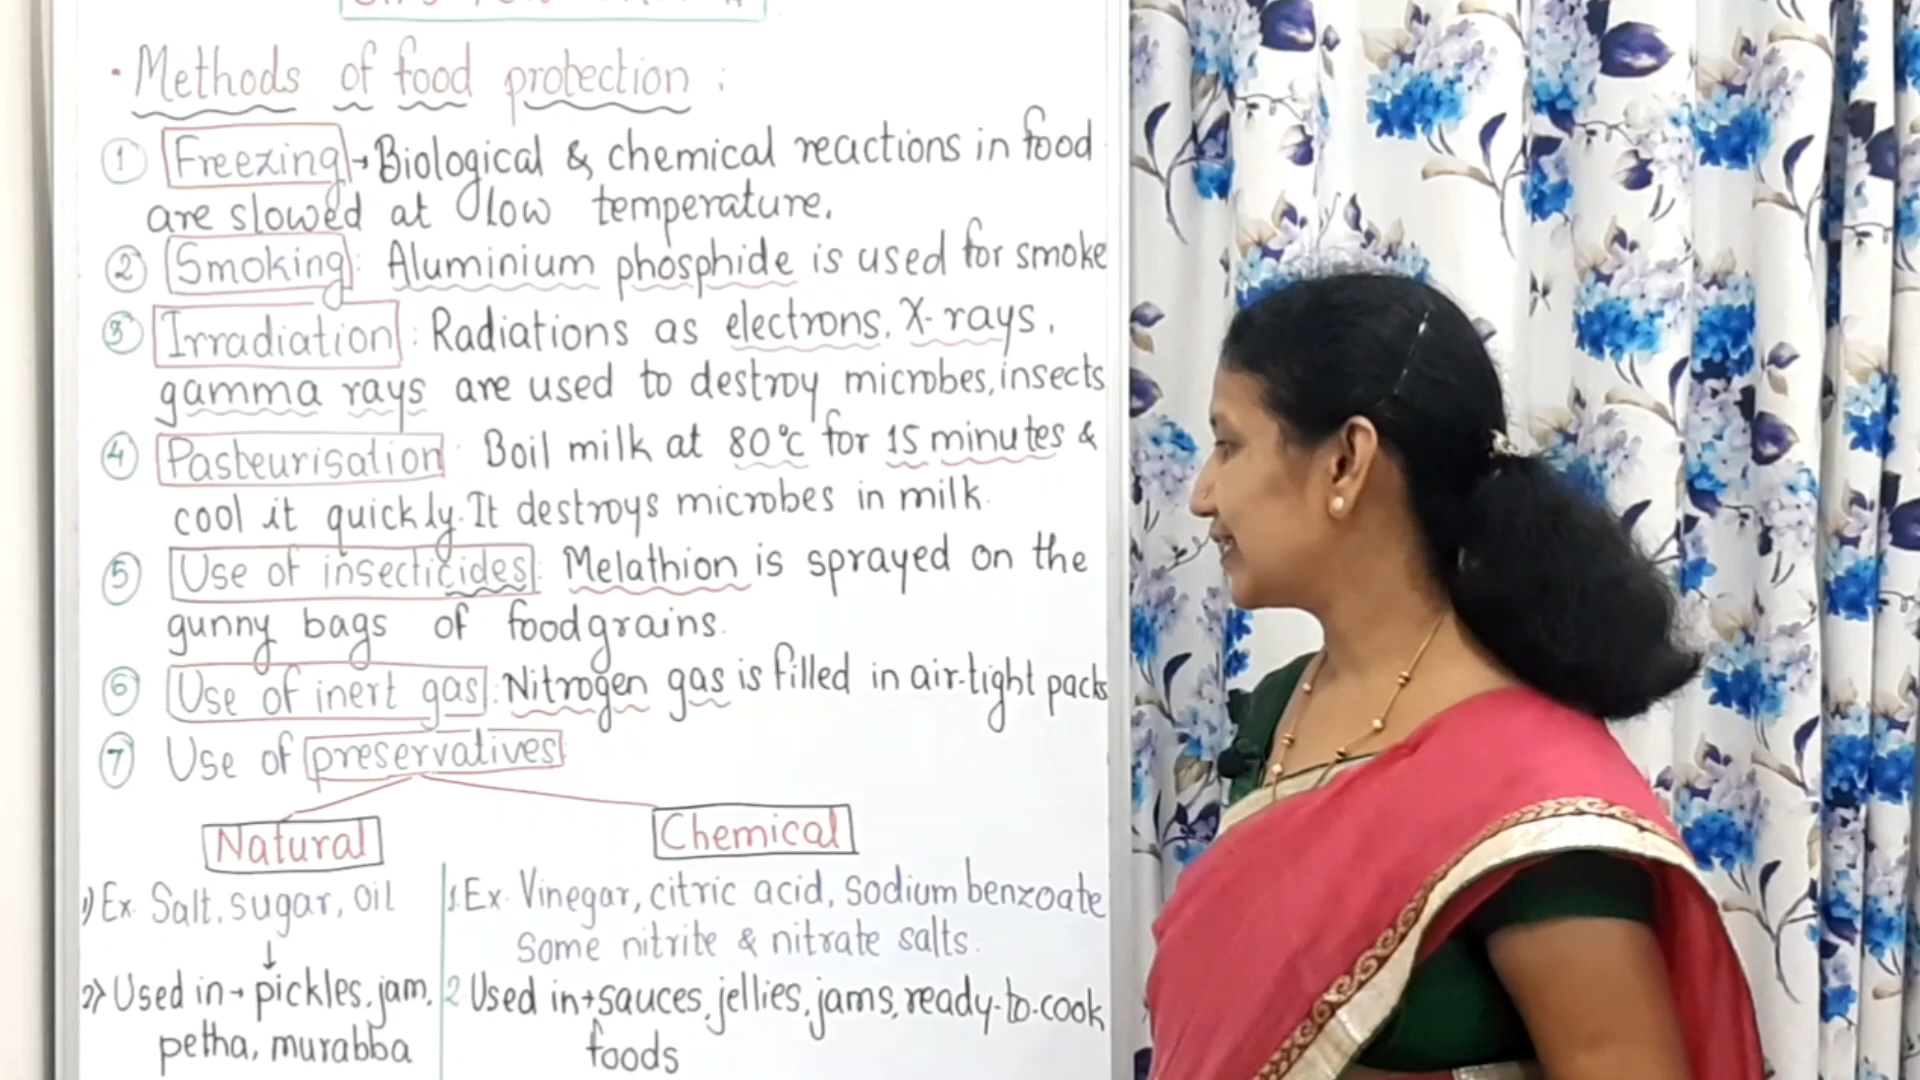 • Methods of food protection :
1 Freezing → Biological & chemical reactions in food
are slowed at low temperature.
2 Smoking : Aluminium phosphide is used for smoke
3 Irradiation : Radiations as electrons, X-rays,
gamma rays are used to destroy microbes, insects
4 Pasteurisation : Boil milk at 80°c for 15 minutes &
cool it quickly. It destroys microbes in milk.
5 Use of insecticides : Melathion is sprayed on the
gunny bags of foodgrains.
6 Use of inert gas : Nitrogen gas is filled in air-tight packs
7 Use of preservatives
Natural
1) Ex. Salt, sugar, oil
↓
2) Used in → pickles, jam,
petha, murabba
Chemical
1. Ex. Vinegar, citric acid, sodium benzoate
Some nitrite & nitrate salts.
2 Used in → sauces, jellies, jams, ready-to-cook
foods